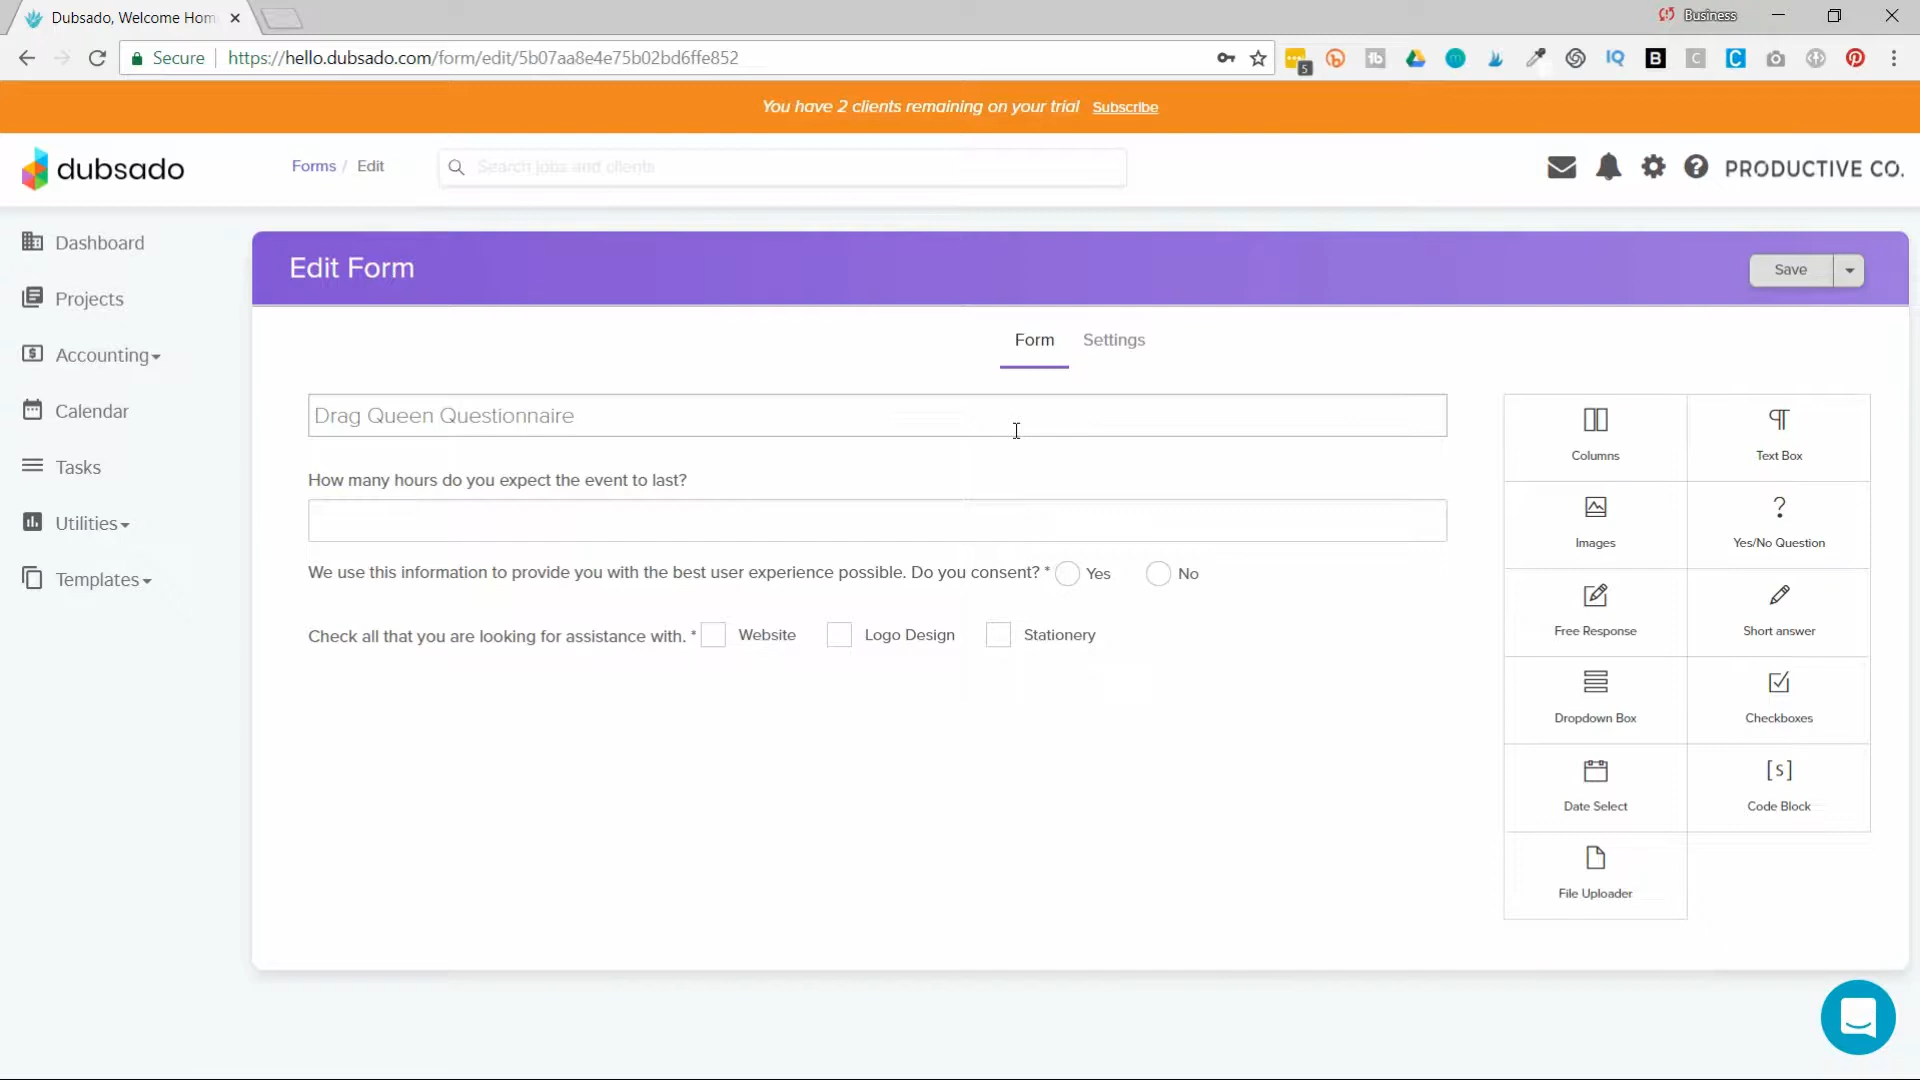 Dubsado, Welcome Hom
Business
Secure
https://hello.dubsado.com/form/edit/5b07aa8e4e75b02bd6ffe852
5
IQ
B
C
C
You have 2 clients remaining on your trial Subscribe
dubsado
Forms / Edit
Search jobs and clients
PRODUCTIVE CO.
Dashboard
Projects
Accounting
Calendar
Tasks
Utilities
Templates
Edit Form
Save
Form
Settings
Drag Queen Questionnaire
How many hours do you expect the event to last?
We use this information to provide you with the best user experience possible. Do you consent? * Yes No
Check all that you are looking for assistance with. * Website Logo Design Stationery
Columns
Text Box
Images
Yes/No Question
Free Response
Short answer
Dropdown Box
Checkboxes
Date Select
Code Block
File Uploader